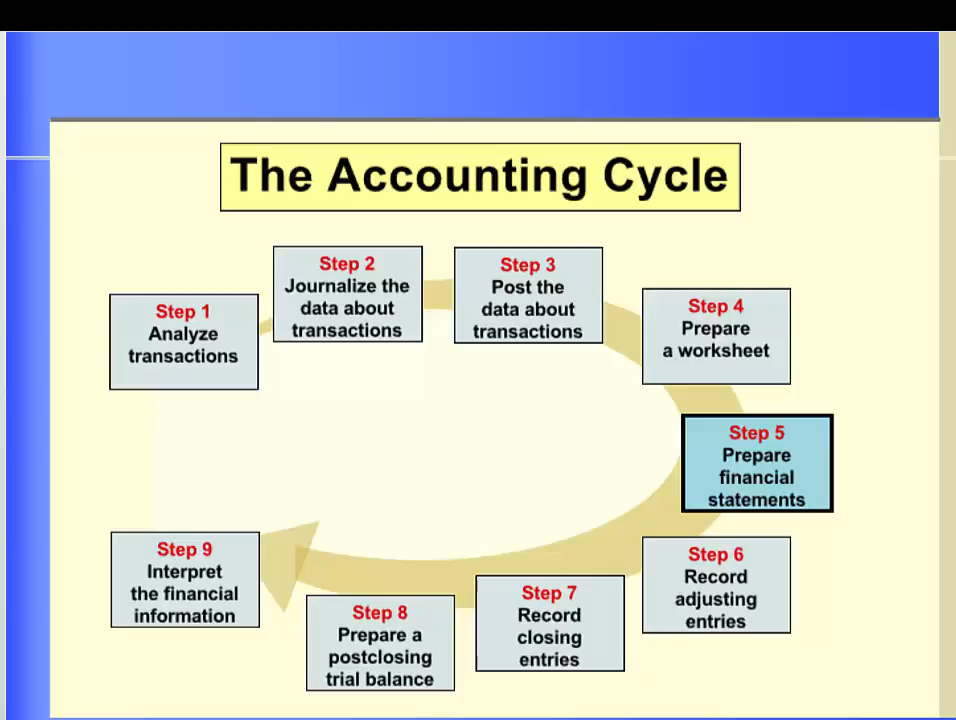 The Accounting Cycle
Step 1
Analyze
transactions
Step 2
Journalize the
data about
transactions
Step 3
Post the
data about
transactions
Step 4
Prepare
a worksheet
Step 5
Prepare
financial
statements
Step 6
Record
adjusting
entries
Step 7
Record
closing
entries
Step 8
Prepare a
postclosing
trial balance
Step 9
Interpret
the financial
information